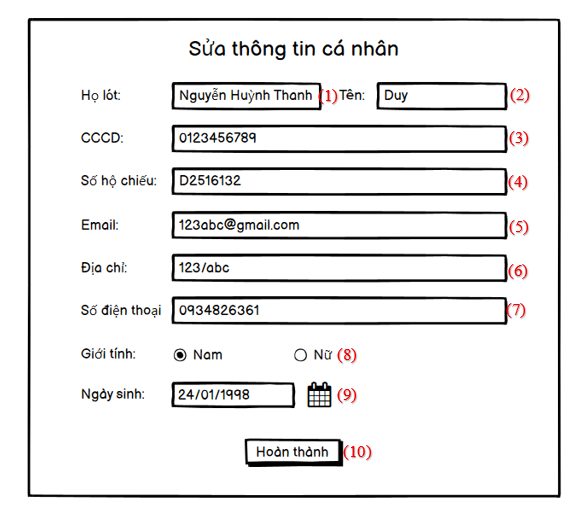 Sửa thông tin cá nhân
Họ lót: Nguyễn Huỳnh Thanh (1) Tên: Duy (2)
CCCD: 0123456789 (3)
Số hộ chiếu: D2516132 (4)
Email: 123abc@gmail.com (5)
Địa chỉ: 123/abc (6)
Số điện thoại 0934826361 (7)
Giới tính: Nam Nữ (8)
Ngày sinh: 24/01/1998 (9)
Hoàn thành (10)